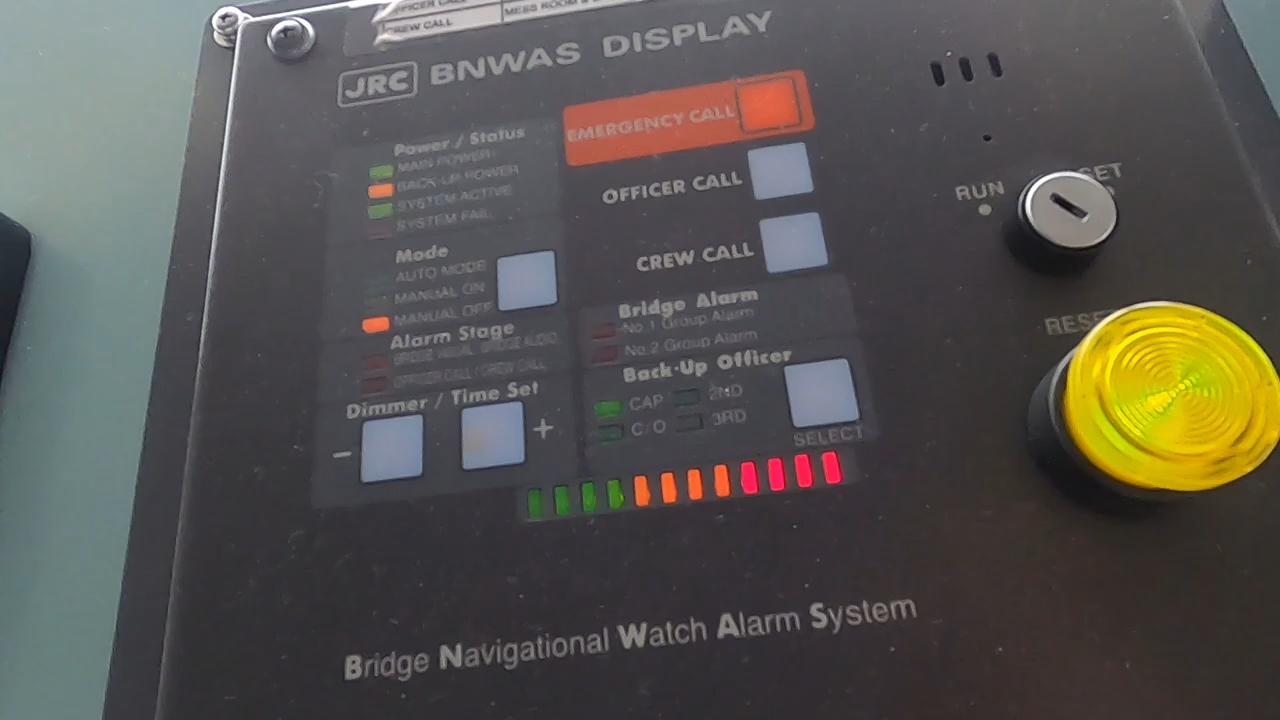 OFFICER CALL
CREW CALL
MESS ROOM &
JRC BNWAS DISPLAY
EMERGENCY CALL
OFFICER CALL
CREW CALL
Power / Status
MAIN POWER
BACK-UP POWER
SYSTEM ACTIVE
SYSTEM FAIL
Mode
AUTO MODE
MANUAL ON
MANUAL OFF
Alarm Stage
BRIDGE VISUAL BRIDGE AUDIO
OFFICER CALL / CREW CALL
Dimmer / Time Set
- +
Bridge Alarm
No.1 Group Alarm
No.2 Group Alarm
Back-Up Officer
CAP 2ND
C/O 3RD
SELECT
RUN
SET
RESET
Bridge Navigational Watch Alarm System